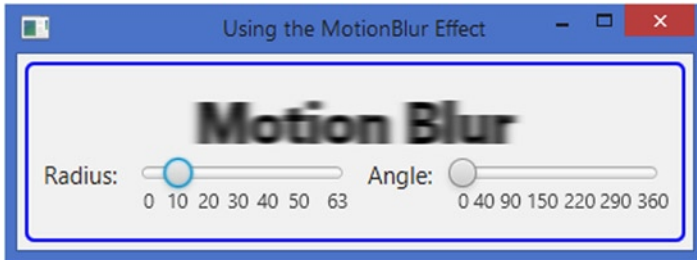 Using the MotionBlur Effect
Motion Blur
Radius: Angle:
0 10 20 30 40 50 63 0 40 90 150 220 290 360